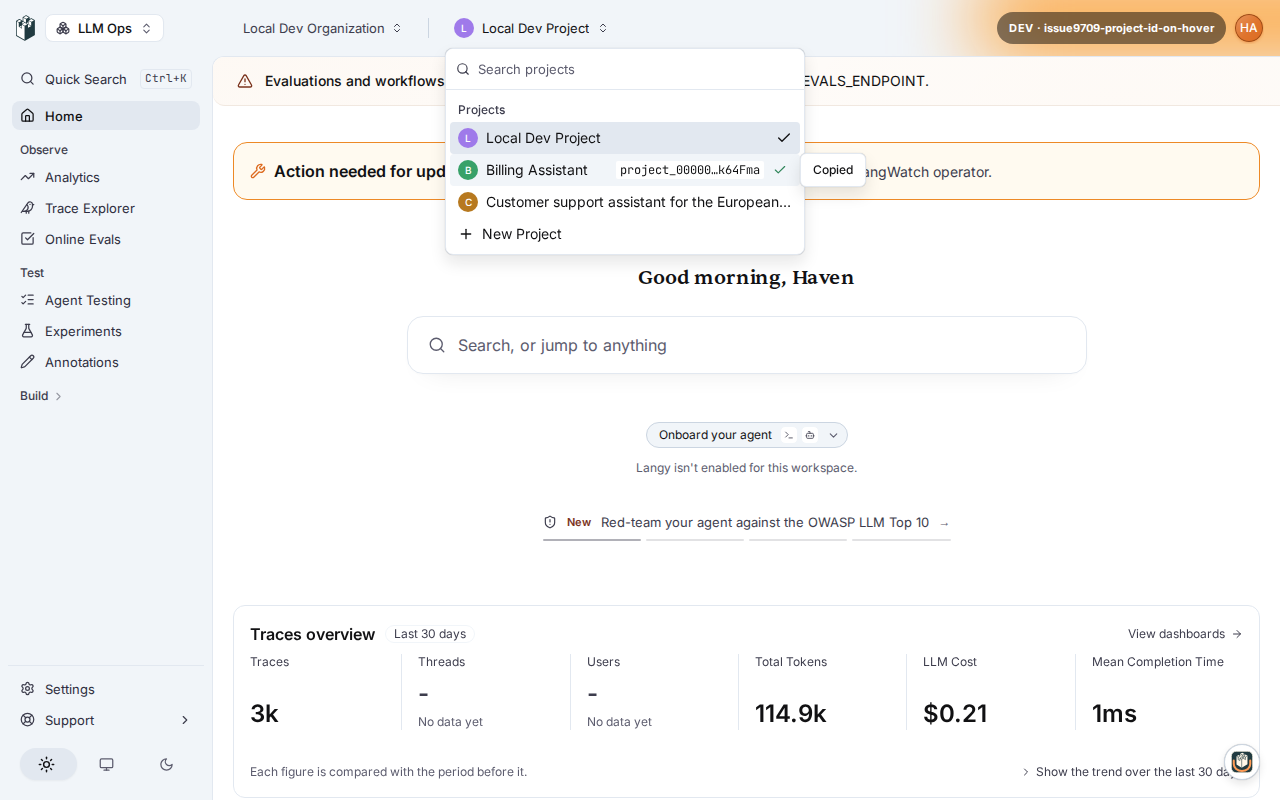 LLM Ops
Local Dev Organization
L Local Dev Project
DEV · issue9709-project-id-on-hover
HA
Quick Search Ctrl+K
Home
Observe
Analytics
Trace Explorer
Online Evals
Test
Agent Testing
Experiments
Annotations
Build
Settings
Support
Search projects
Projects
L Local Dev Project
B Billing Assistant project_00000…k64Fma
Copied
C Customer support assistant for the European...
New Project
Evaluations and workflows
EVALS_ENDPOINT.
Action needed for upd
angWatch operator.
Good morning, Haven
Search, or jump to anything
Onboard your agent
Langy isn't enabled for this workspace.
New Red-team your agent against the OWASP LLM Top 10 →
Traces overview Last 30 days
View dashboards
Traces
3k
Threads
-
No data yet
Users
-
No data yet
Total Tokens
114.9k
LLM Cost
$0.21
Mean Completion Time
1ms
Each figure is compared with the period before it.
Show the trend over the last 30 da